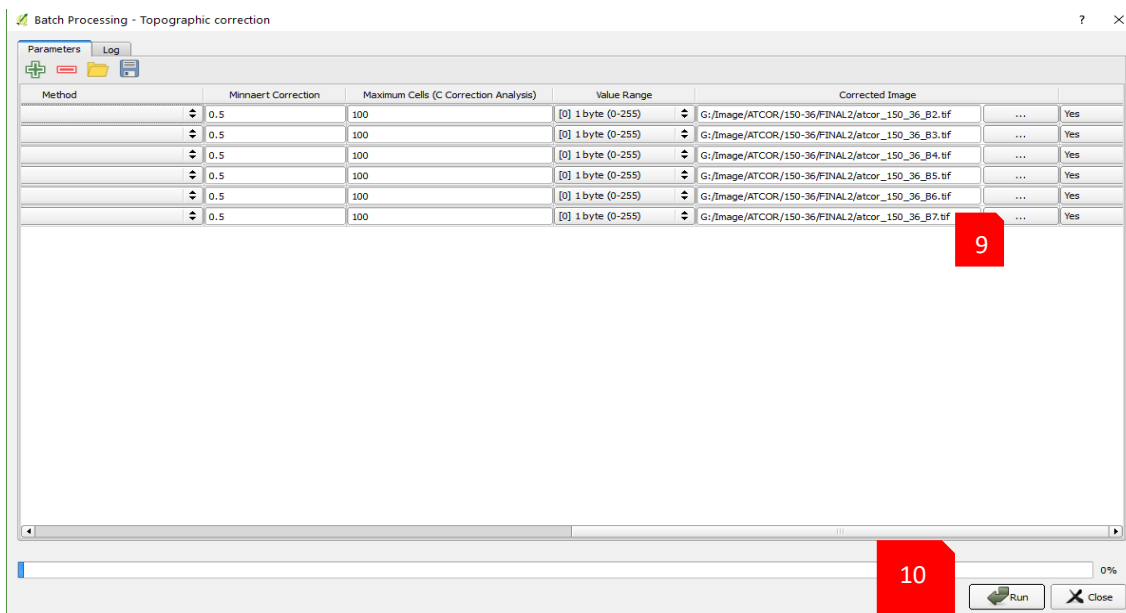 Batch Processing - Topographic correction ? ×
Parameters Log
Method Minnaert Correction Maximum Cells (C Correction Analysis) Value Range Corrected Image
0.5 100 [0] 1 byte (0-255) G:/Image/ATCOR/150-36/FINAL2/atcor_150_36_B2.tif ... Yes
0.5 100 [0] 1 byte (0-255) G:/Image/ATCOR/150-36/FINAL2/atcor_150_36_B3.tif ... Yes
0.5 100 [0] 1 byte (0-255) G:/Image/ATCOR/150-36/FINAL2/atcor_150_36_B4.tif ... Yes
0.5 100 [0] 1 byte (0-255) G:/Image/ATCOR/150-36/FINAL2/atcor_150_36_B5.tif ... Yes
0.5 100 [0] 1 byte (0-255) G:/Image/ATCOR/150-36/FINAL2/atcor_150_36_B6.tif ... Yes
0.5 100 [0] 1 byte (0-255) G:/Image/ATCOR/150-36/FINAL2/atcor_150_36_B7.tif ... Yes
9
10
0%
Run Close